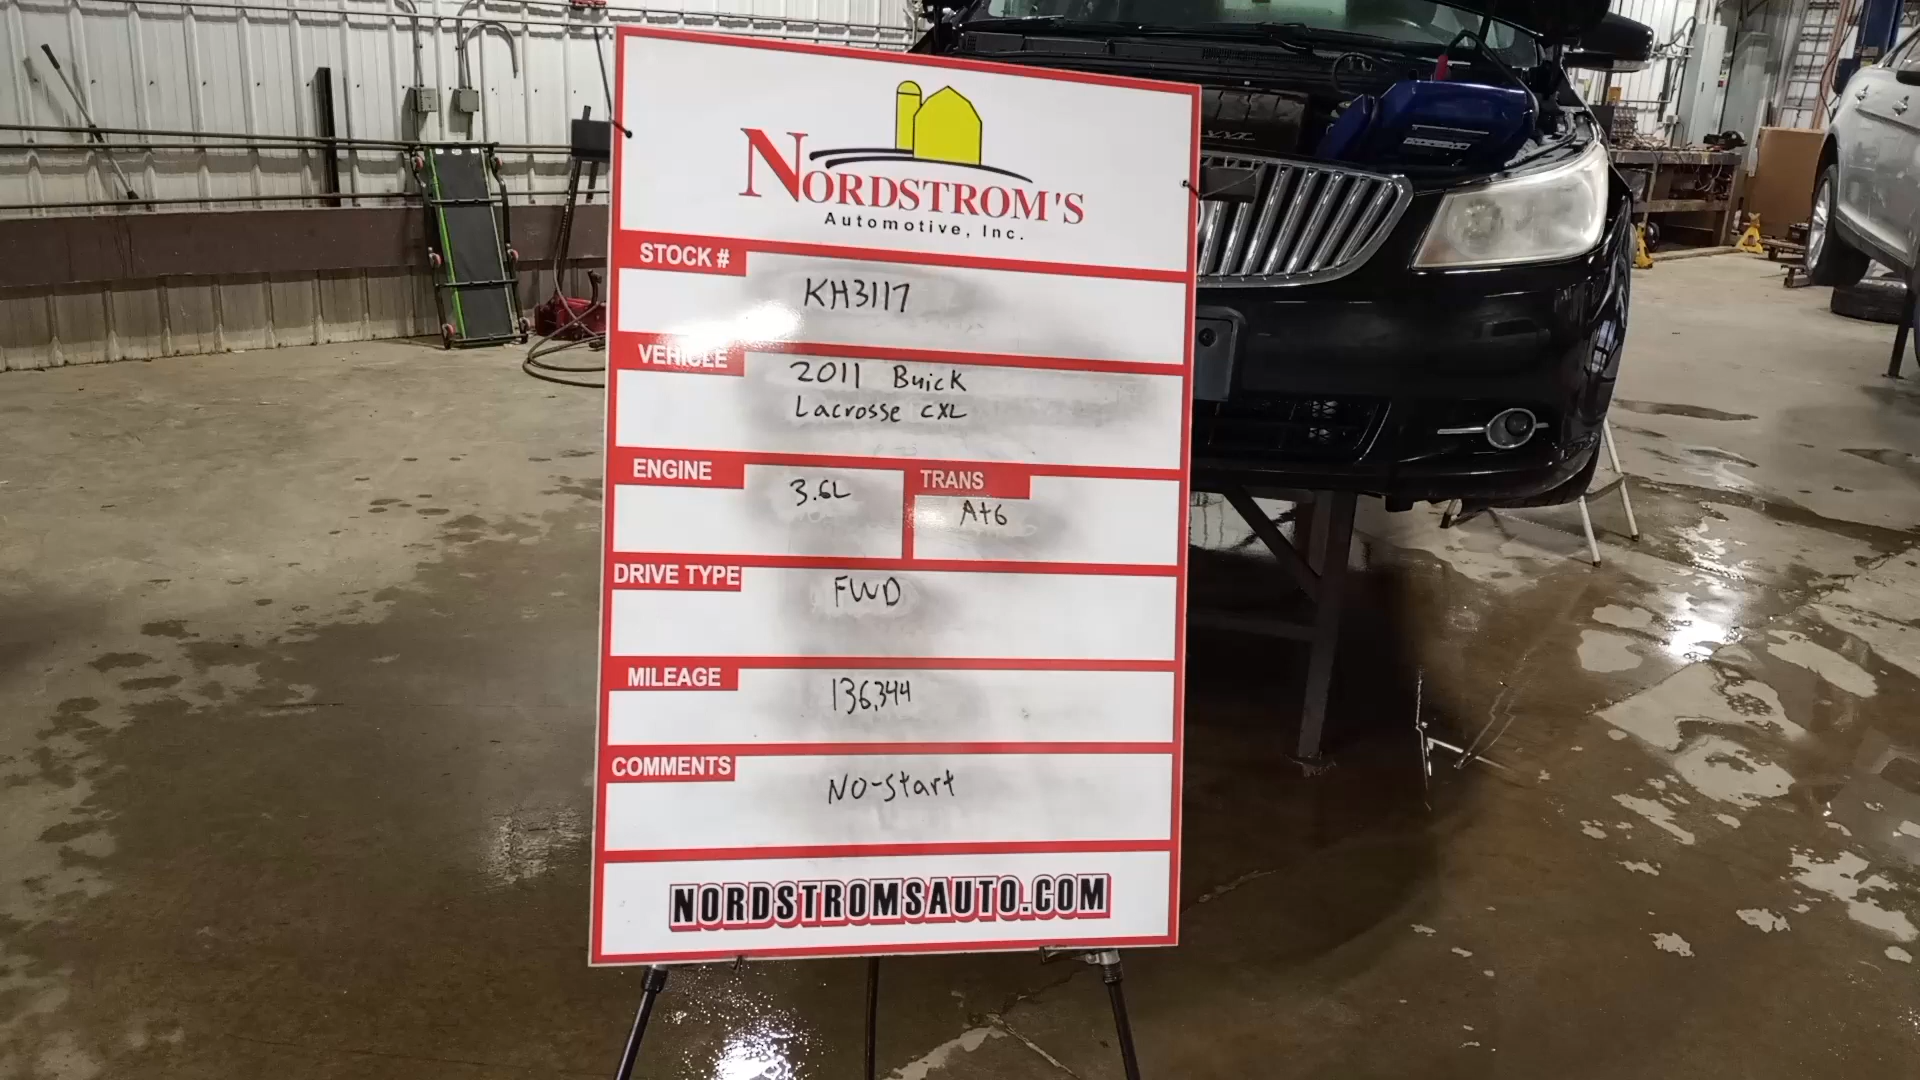 NORDSTROM'S
Automotive, Inc.
STOCK #
KH3117
VEHICLE
2011 Buick
Lacrosse CXL
ENGINE
3.6L
TRANS
At6
DRIVE TYPE
FWD
MILEAGE
136,344
COMMENTS
No-Start
NORDSTROMSAUTO.COM
VVT